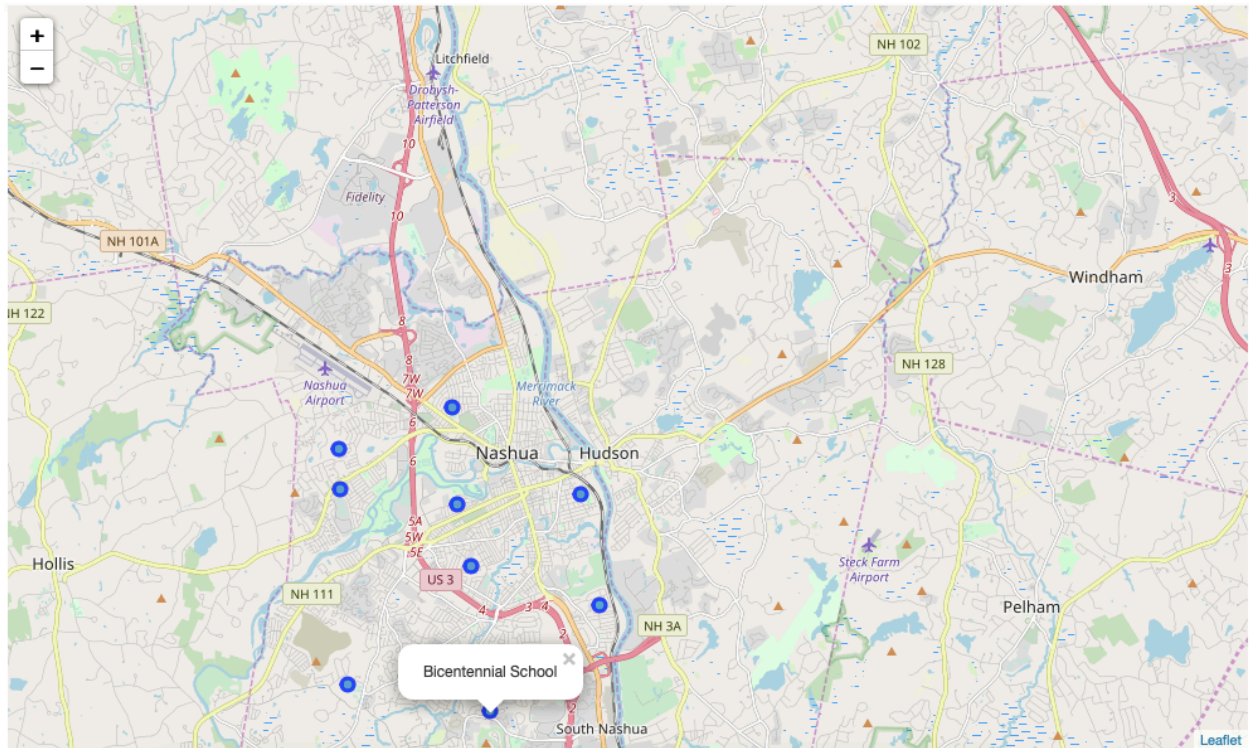 +
−
Litchfield
Drobysh-
Patterson
Airfield
NH 102
10
Fidelity
10
3
NH 101A
3
Windham
NH 122
8
8
7W
7W
Nashua
Airport
Merrimack
River
NH 128
6
Nashua
Hudson
6
5A
5W
5E
Hollis
US 3
Steck Farm
Airport
NH 111
4
3
4
Pelham
2
NH 3A
Bicentennial School
×
2
South Nashua
Leaflet